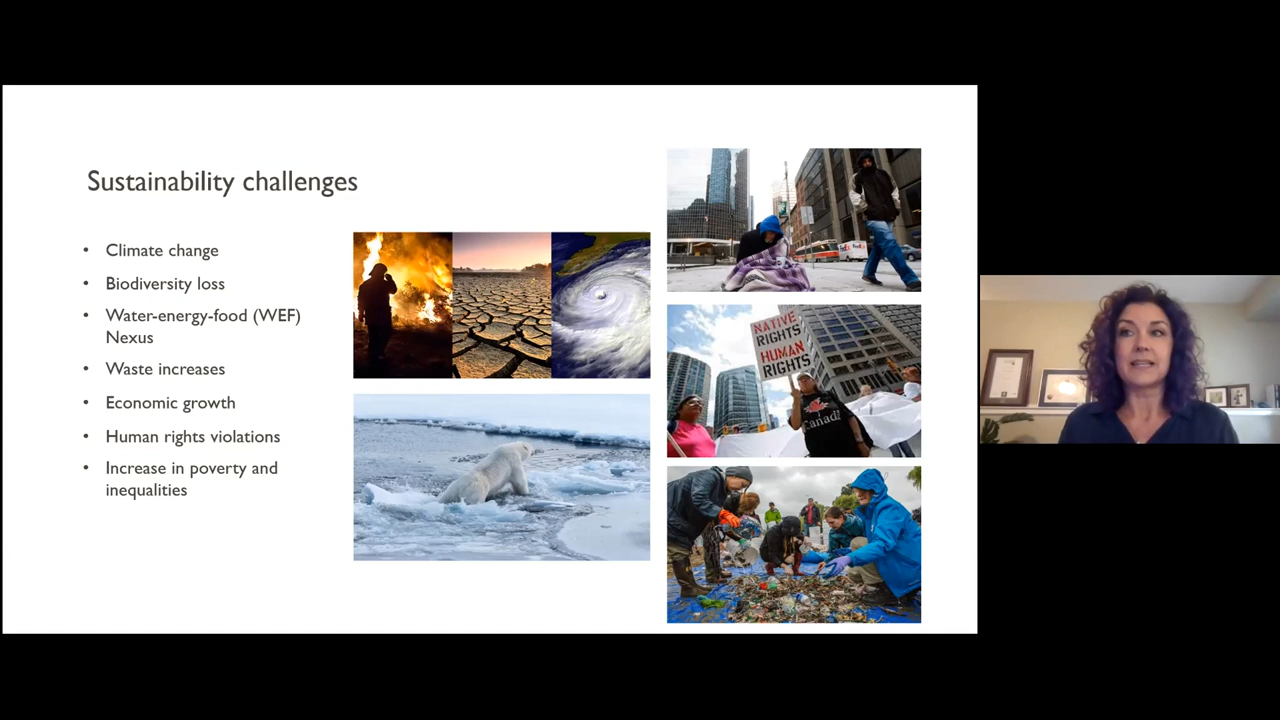 Sustainability challenges
• Climate change
• Biodiversity loss
• Water-energy-food (WEF)
Nexus
• Waste increases
• Economic growth
• Human rights violations
• Increase in poverty and
inequalities
FedEx
NATIVE
RIGHTS
HUMAN
RIGHTS
Canada